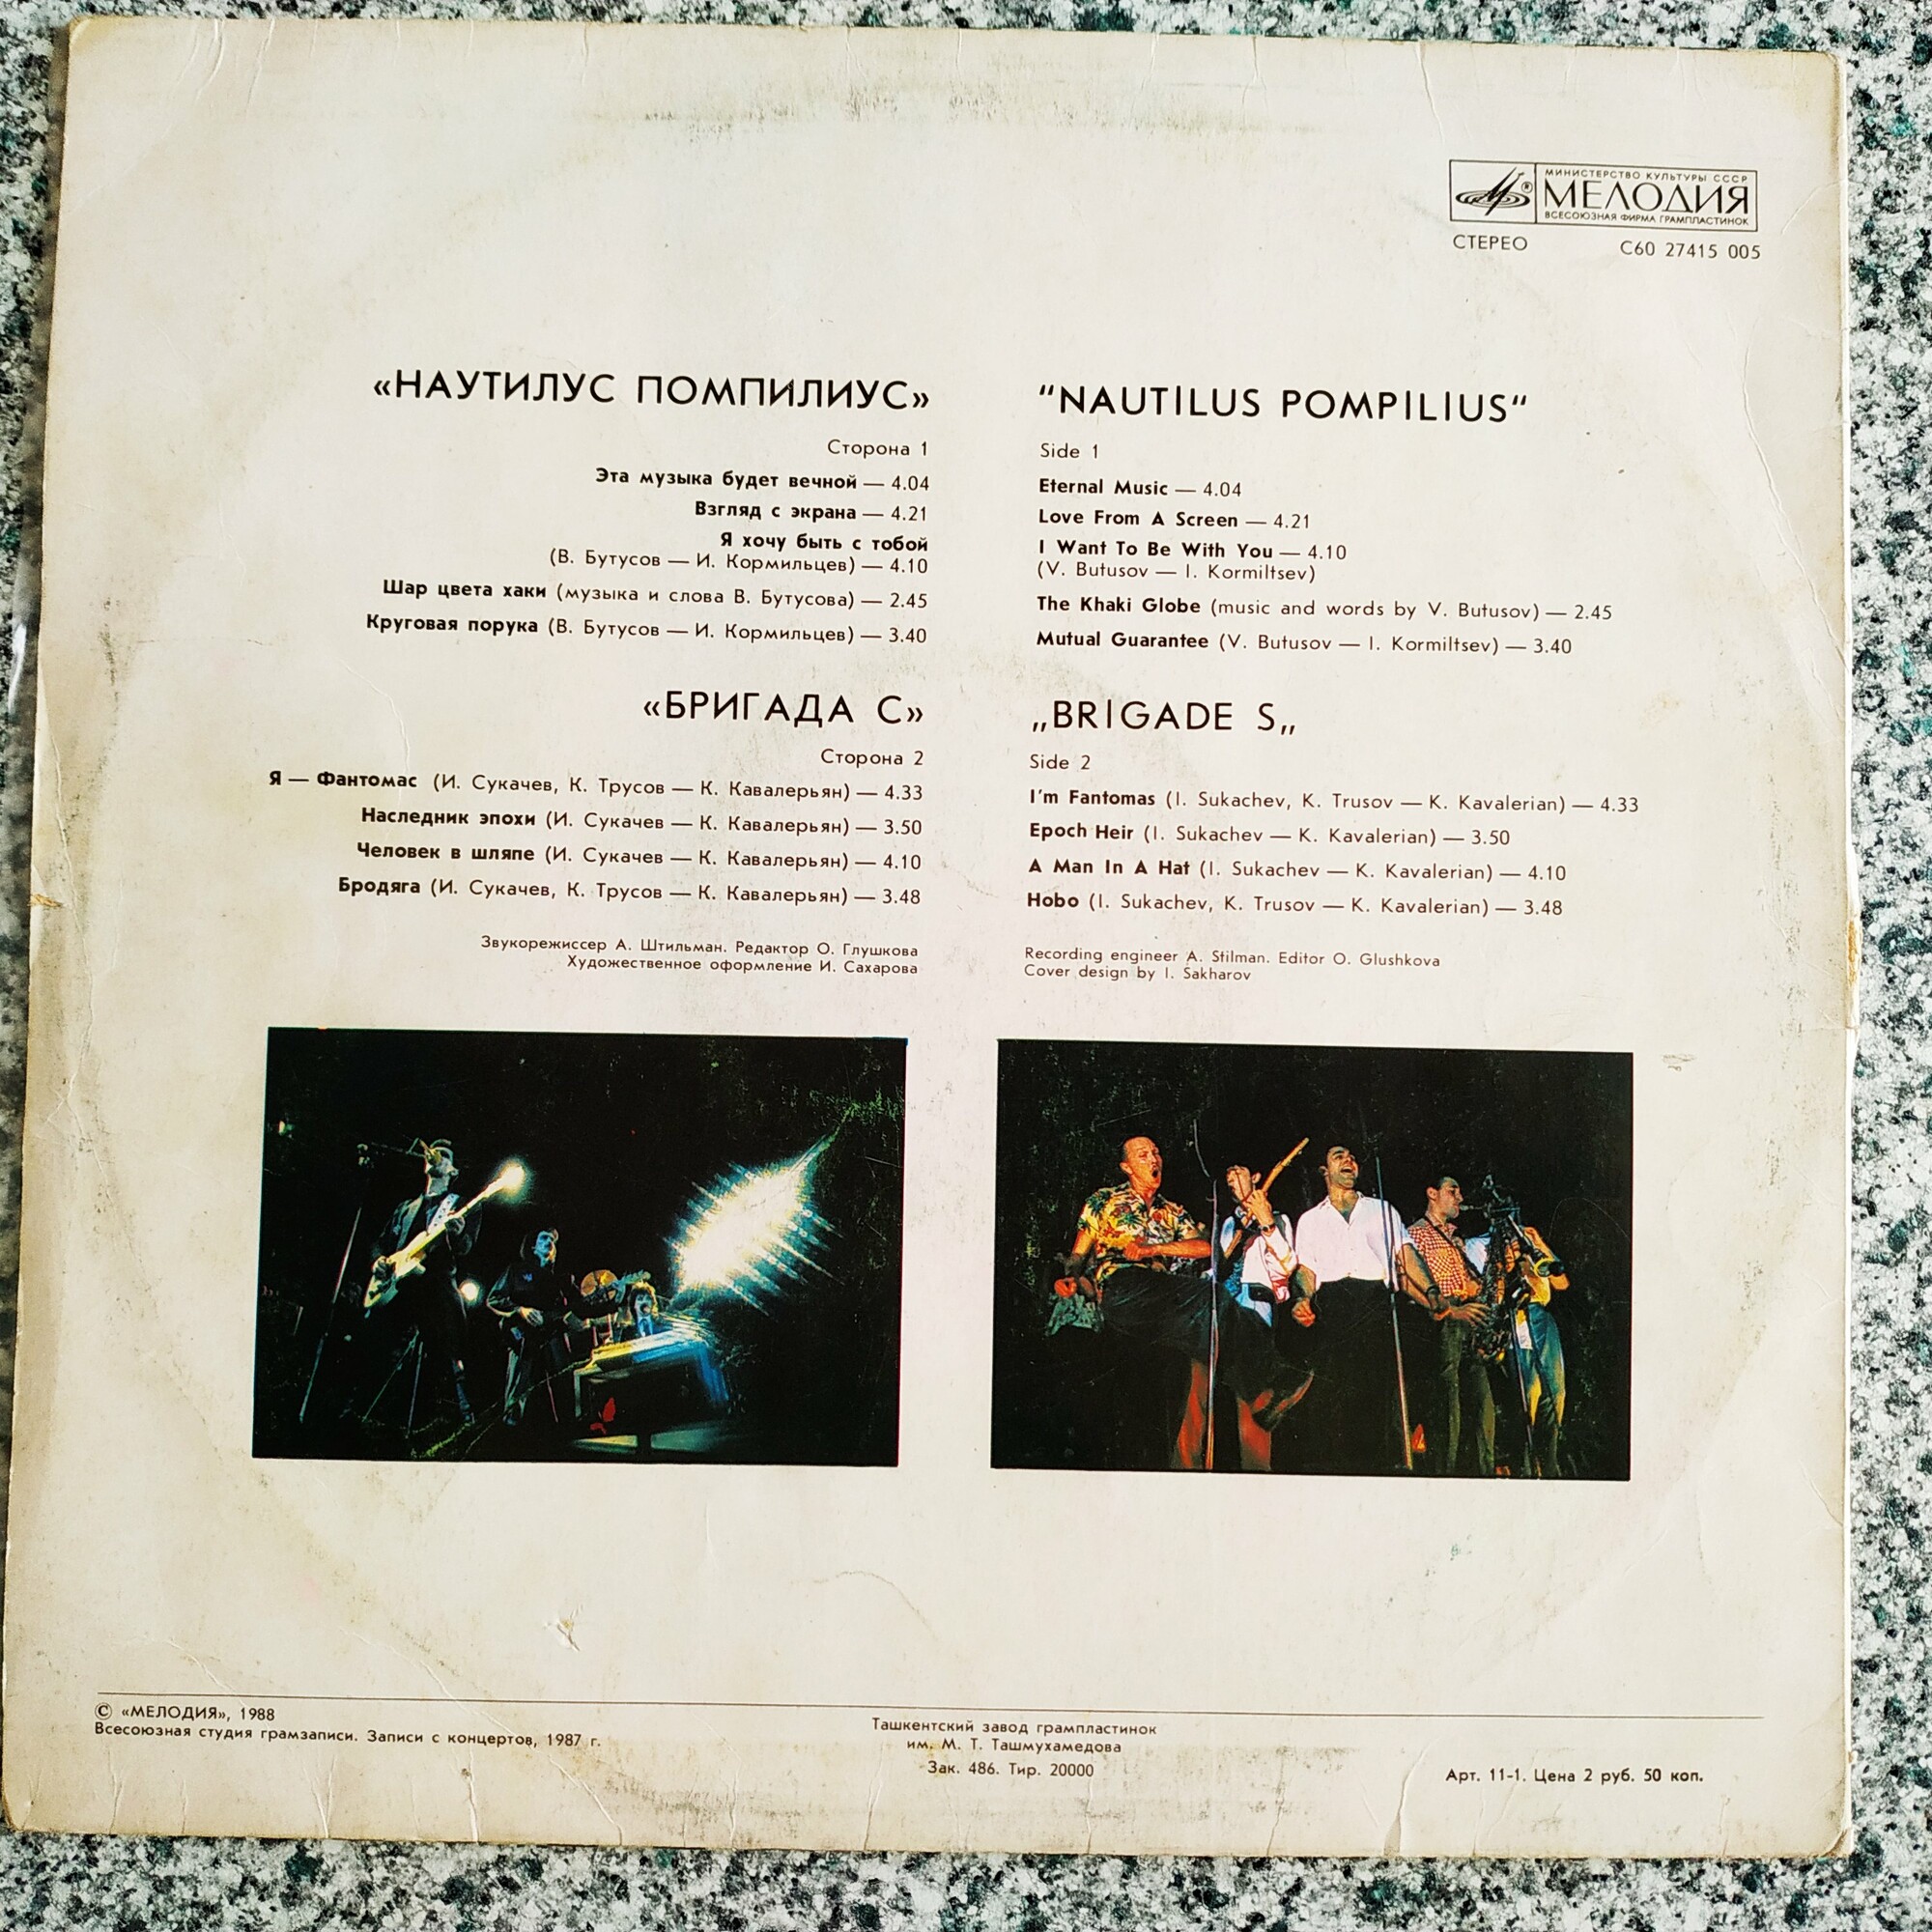 МИНИСТЕРСТВО КУЛЬТУРЫ СССР
МЕЛОДИЯ
ВСЕСОЮЗНАЯ ФИРМА ГРАМПЛАСТИНОК
СТЕРЕО С60 27415 005
«НАУТИЛУС ПОМПИЛИУС»
Сторона 1
Эта музыка будет вечной — 4.04
Взгляд с экрана — 4.21
Я хочу быть с тобой
(В. Бутусов — И. Кормильцев) — 4.10
Шар цвета хаки (музыка и слова В. Бутусова) — 2.45
Круговая порука (В. Бутусов — И. Кормильцев) — 3.40
«БРИГАДА С»
Сторона 2
Я — Фантомас (И. Сукачев, К. Трусов — К. Кавалерьян) — 4.33
Наследник эпохи (И. Сукачев — К. Кавалерьян) — 3.50
Человек в шляпе (И. Сукачев — К. Кавалерьян) — 4.10
Бродяга (И. Сукачев, К. Трусов — К. Кавалерьян) — 3.48
Звукорежиссер А. Штильман. Редактор О. Глушкова
Художественное оформление И. Сахарова
“NAUTILUS POMPILIUS“
Side 1
Eternal Music — 4.04
Love From A Screen — 4.21
I Want To Be With You — 4.10
(V. Butusov — I. Kormiltsev)
The Khaki Globe (music and words by V. Butusov) — 2.45
Mutual Guarantee (V. Butusov — I. Kormiltsev) — 3.40
„BRIGADE S„
Side 2
I'm Fantomas (I. Sukachev, K. Trusov — K. Kavalerian) — 4.33
Epoch Heir (I. Sukachev — K. Kavalerian) — 3.50
A Man In A Hat (I. Sukachev — K. Kavalerian) — 4.10
Hobo (I. Sukachev, K. Trusov — K. Kavalerian) — 3.48
Recording engineer A. Stilman. Editor O. Glushkova
Cover design by I. Sakharov
© «МЕЛОДИЯ», 1988
Всесоюзная студия грамзаписи. Записи с концертов, 1987 г.
Ташкентский завод грампластинок
им. М. Т. Ташмухамедова
Зак. 486. Тир. 20000
Арт. 11-1. Цена 2 руб. 50 коп.